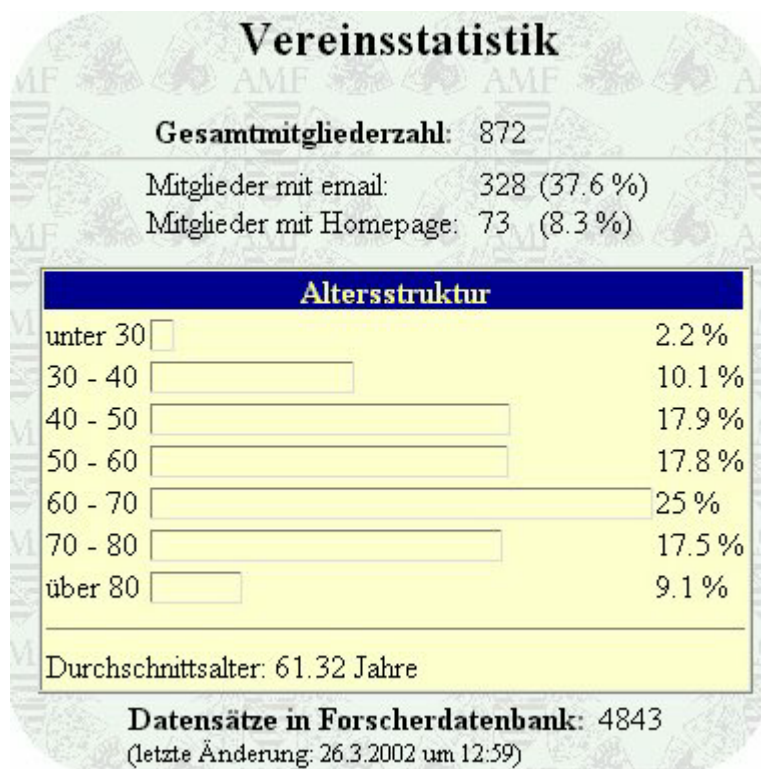 Vereinsstatistik
Gesamtmitgliederzahl: 872
Mitglieder mit email: 328 (37.6 %)
Mitglieder mit Homepage: 73 (8.3 %)
Altersstruktur
unter 30 2.2 %
30 - 40 10.1 %
40 - 50 17.9 %
50 - 60 17.8 %
60 - 70 25 %
70 - 80 17.5 %
über 80 9.1 %
Durchschnittsalter: 61.32 Jahre
Datensätze in Forscherdatenbank: 4843
(letzte Änderung: 26.3.2002 um 12:59)